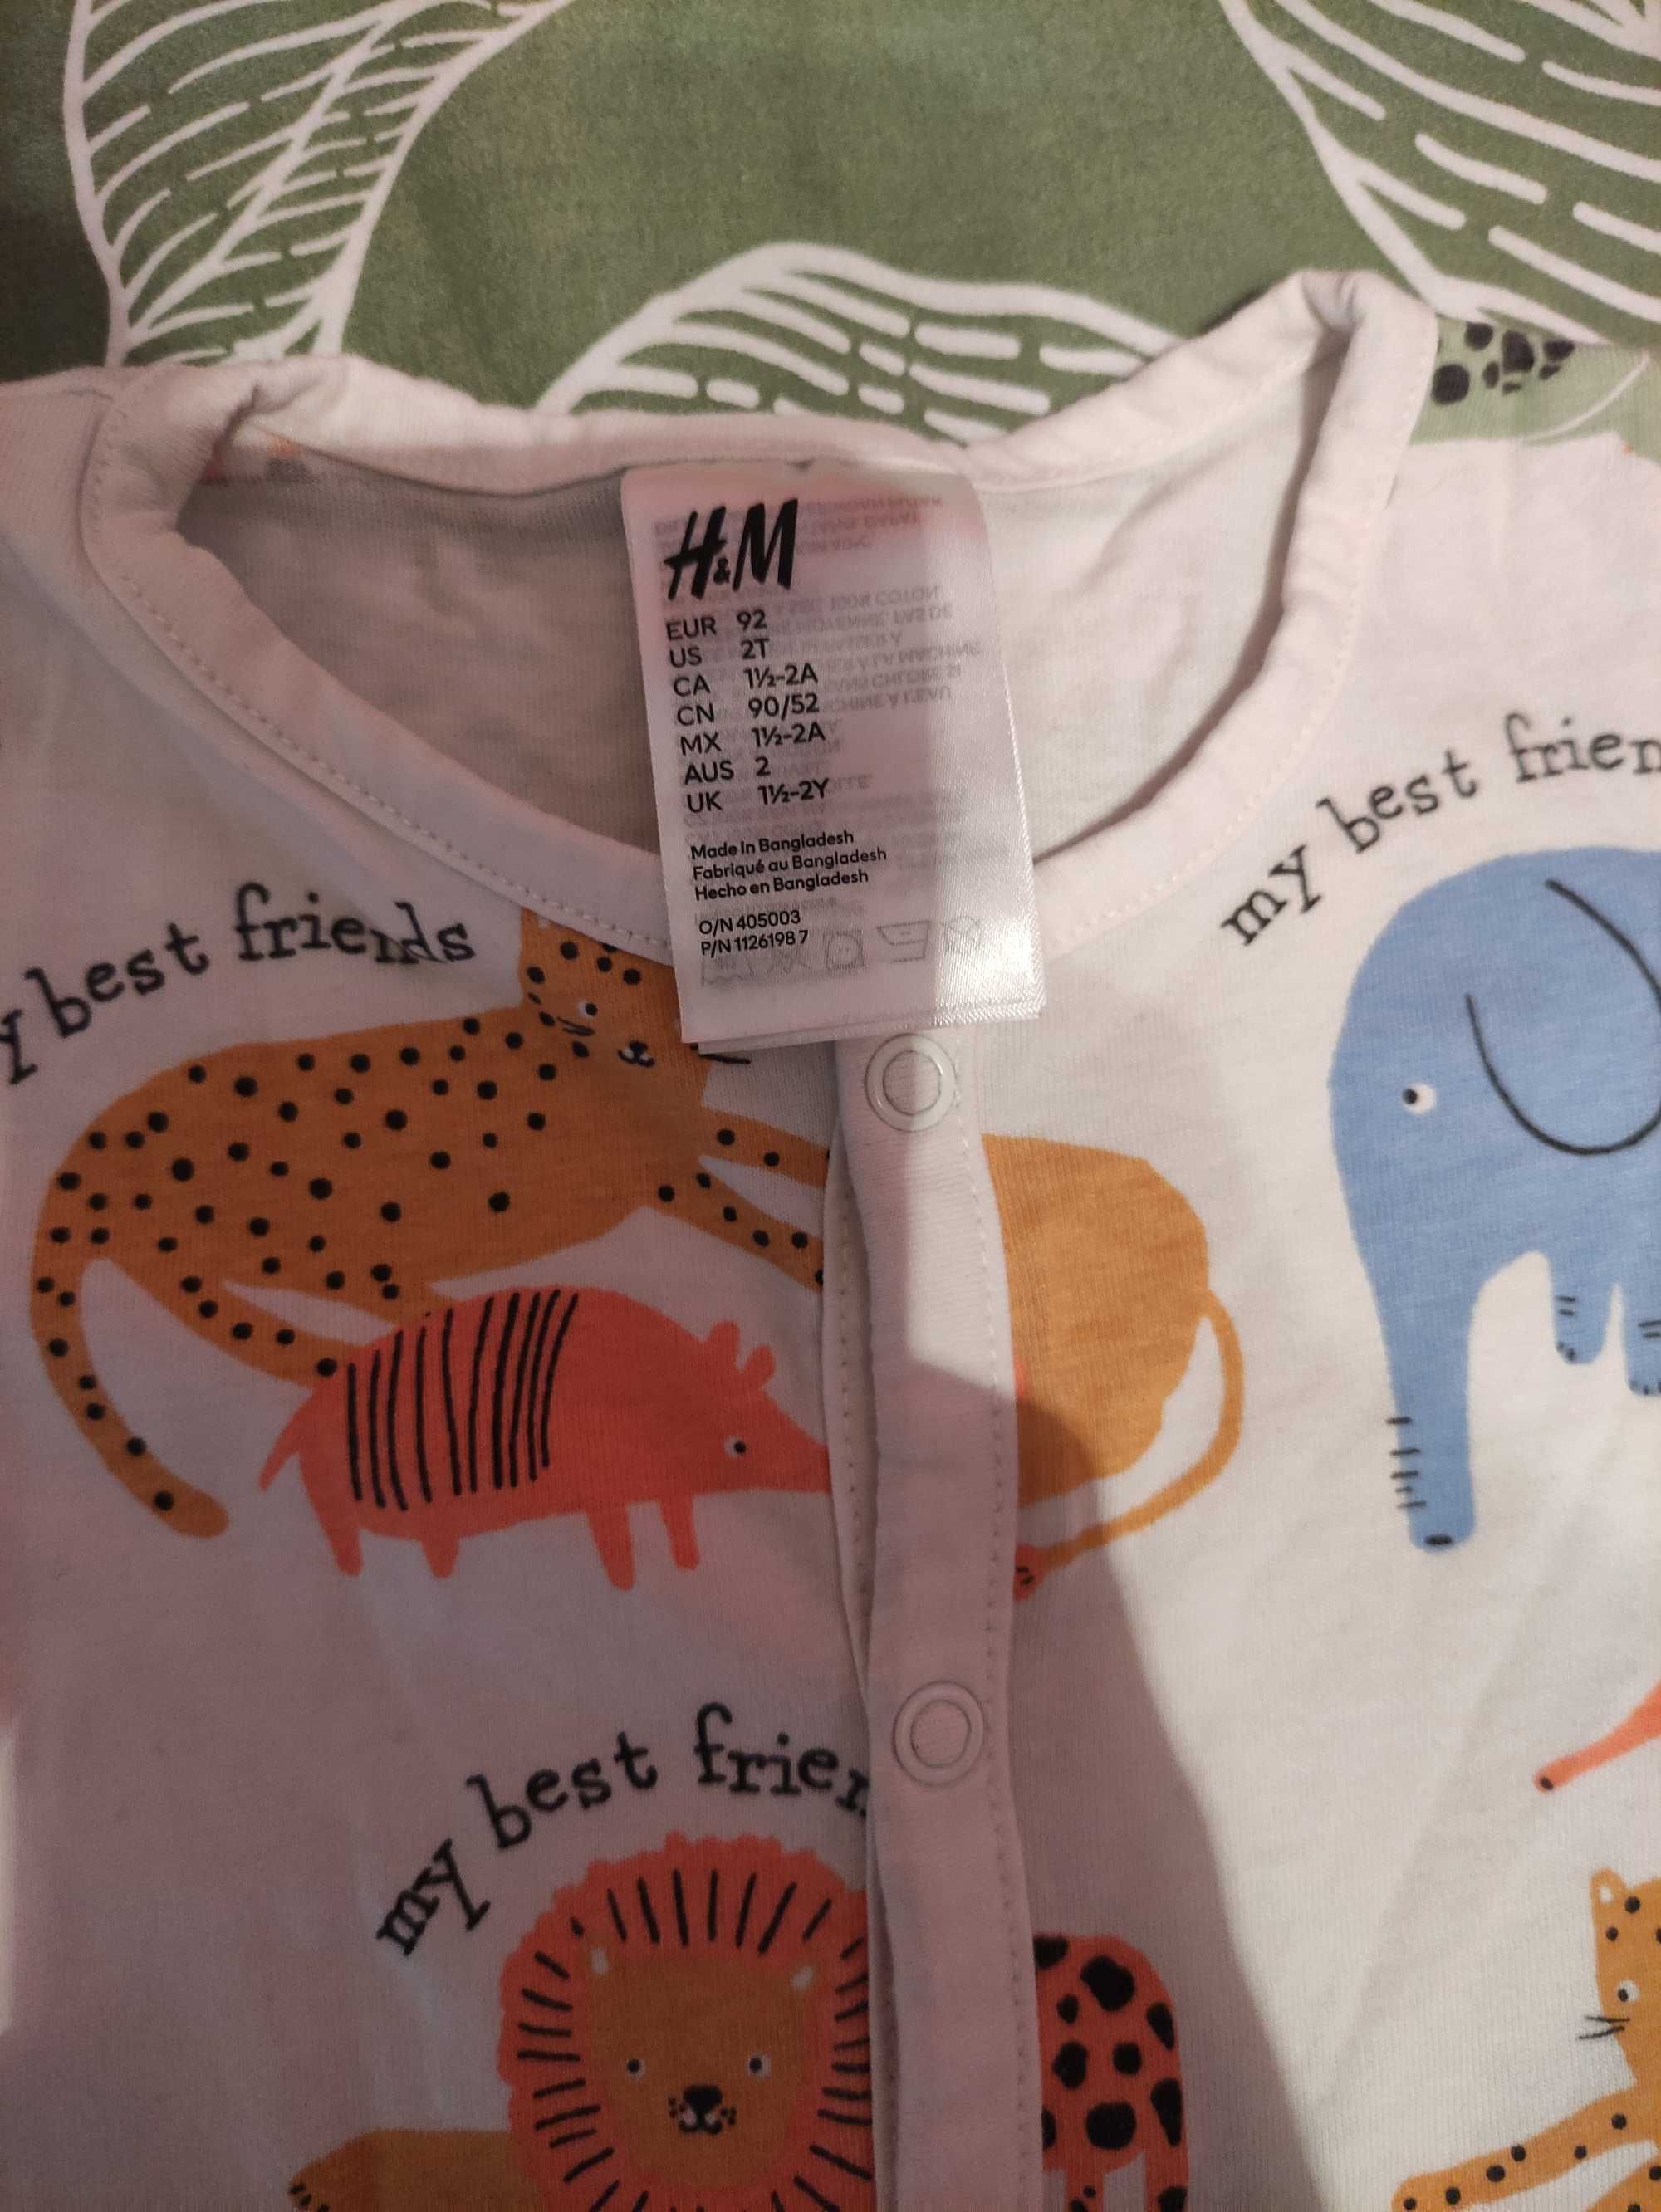 H&M
EUR 92
US 2T
CA 1½-2A
CN 90/52
MX 1½-2A
AUS 2
UK 1½-2Y
Made In Bangladesh
Fabriqué au Bangladesh
Hecho en Bangladesh
O/N 405003
P/N 1126198 7
my best frien
y best friends
my best frien